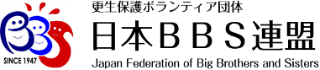 BBS
SINCE 1947
更生保護ボランティア団体
日本ＢＢＳ連盟
Japan Federation of Big Brothers and Sisters